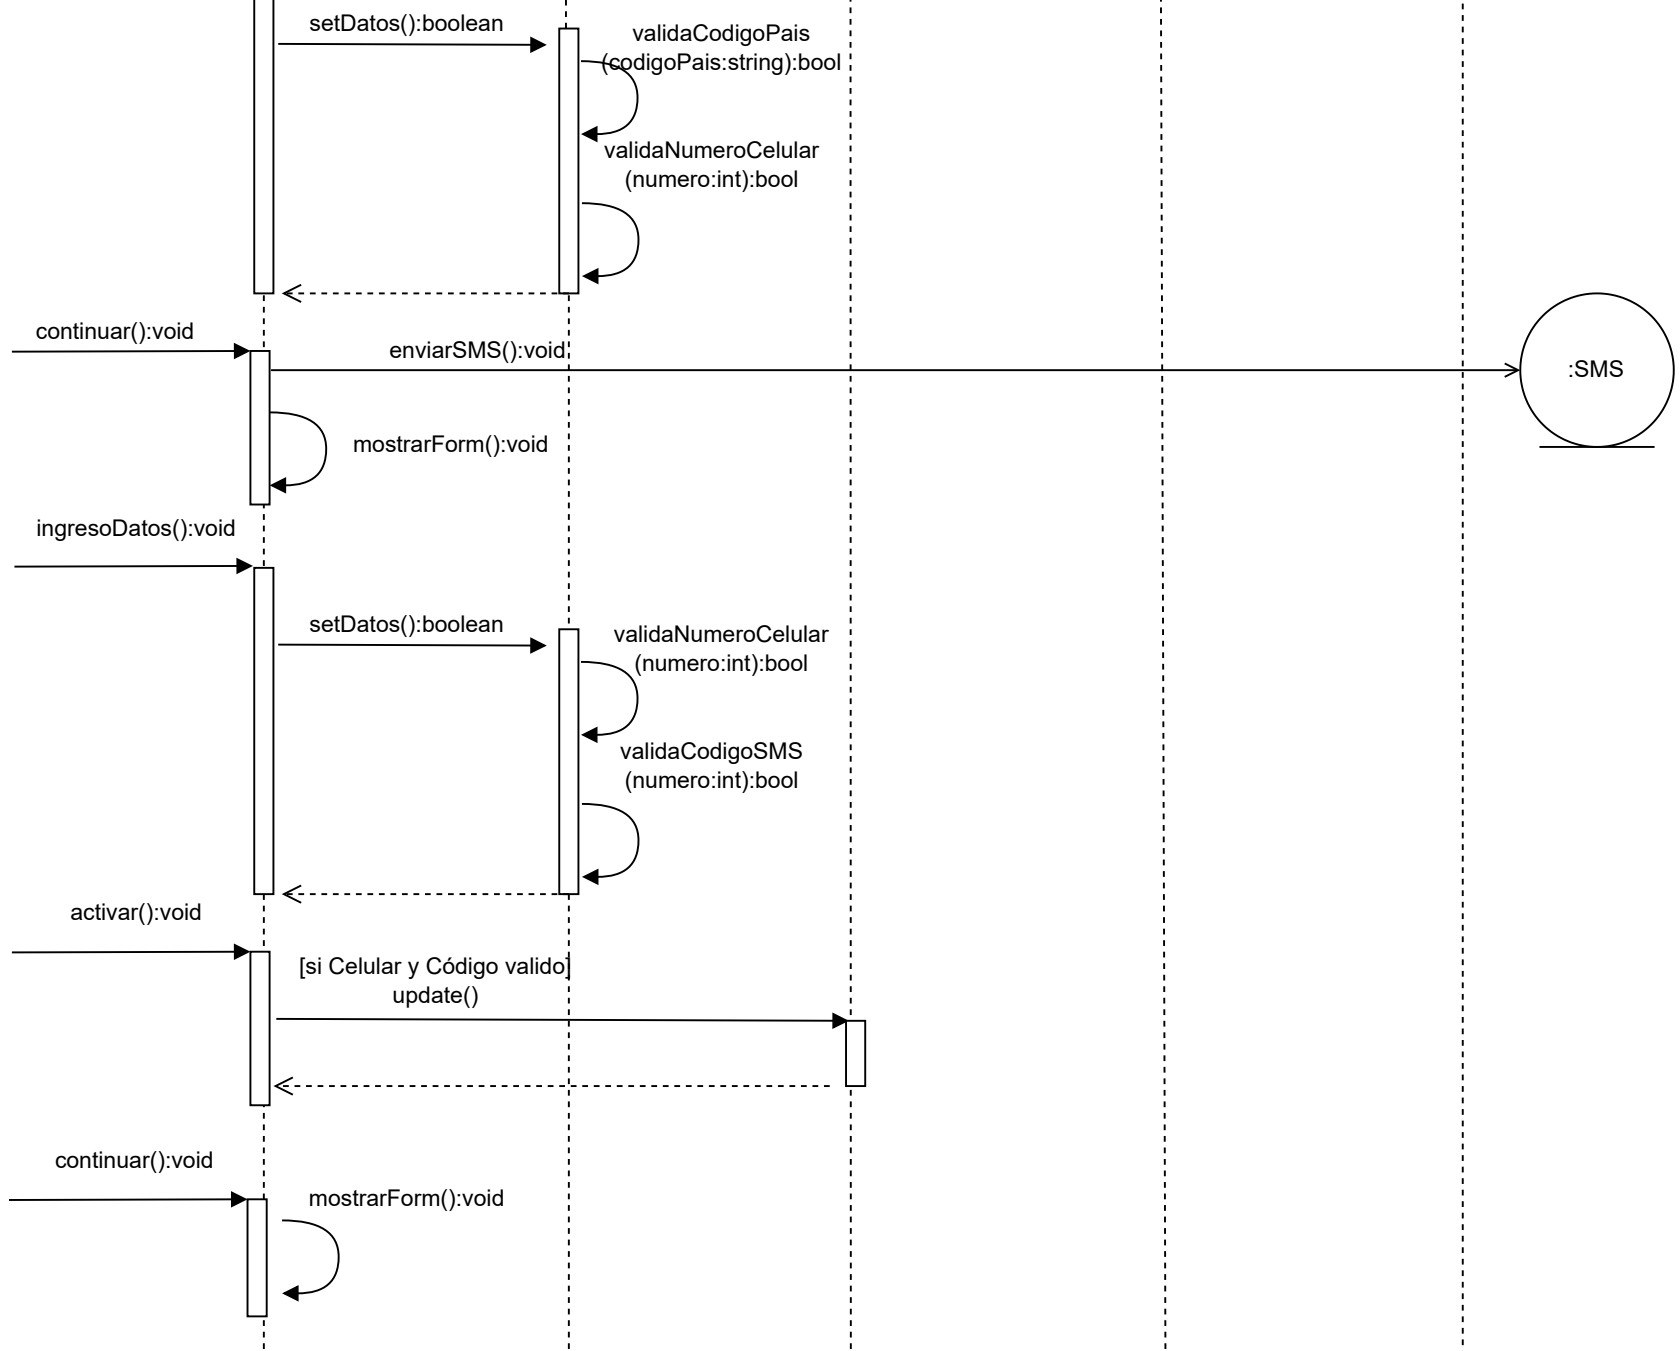 setDatos():boolean
validaCodigoPais
(codigoPais:string):bool
validaNumeroCelular
(numero:int):bool
continuar():void
enviarSMS():void
:SMS
mostrarForm():void
ingresoDatos():void
setDatos():boolean
validaNumeroCelular
(numero:int):bool
validaCodigoSMS
(numero:int):bool
activar():void
[si Celular y Código valido]
update()
continuar():void
mostrarForm():void